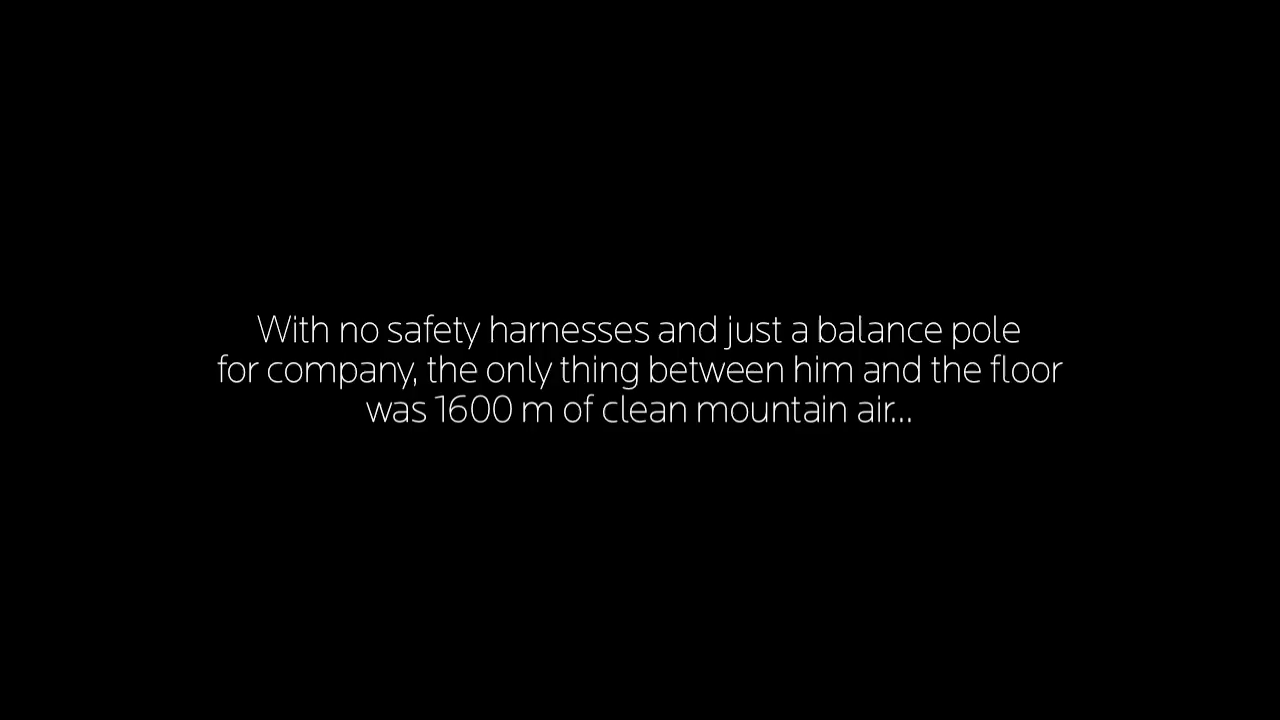 With no safety harnesses and just a balance pole
for company, the only thing between him and the floor
was 1600 m of clean mountain air...